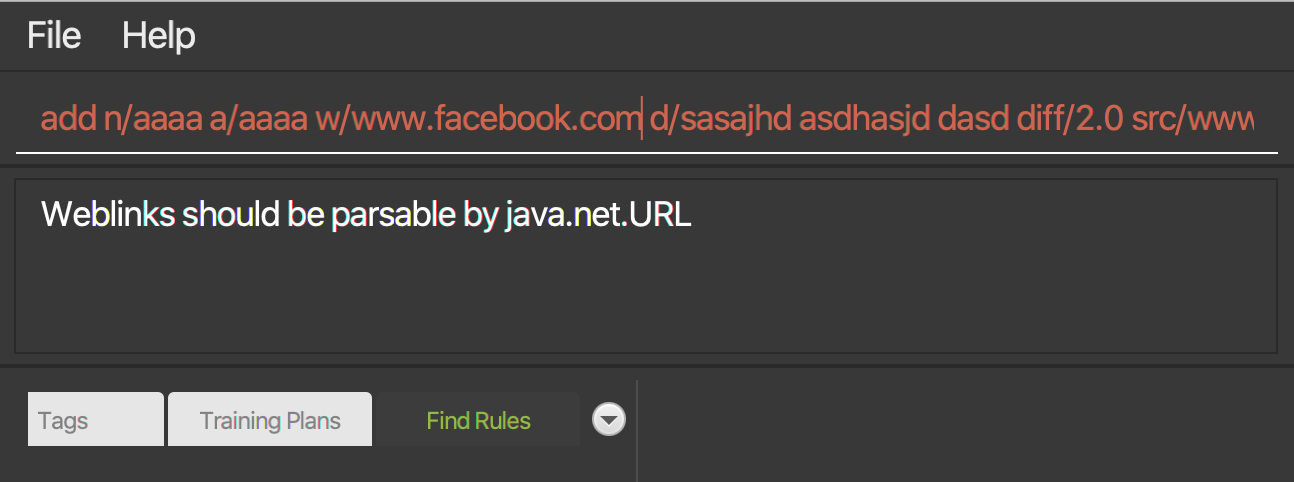 File Help
add n/aaaa a/aaaa w/www.facebook.com d/sasajhd asdhasjd dasd diff/2.0 src/www
Weblinks should be parsable by java.net.URL
Tags Training Plans Find Rules